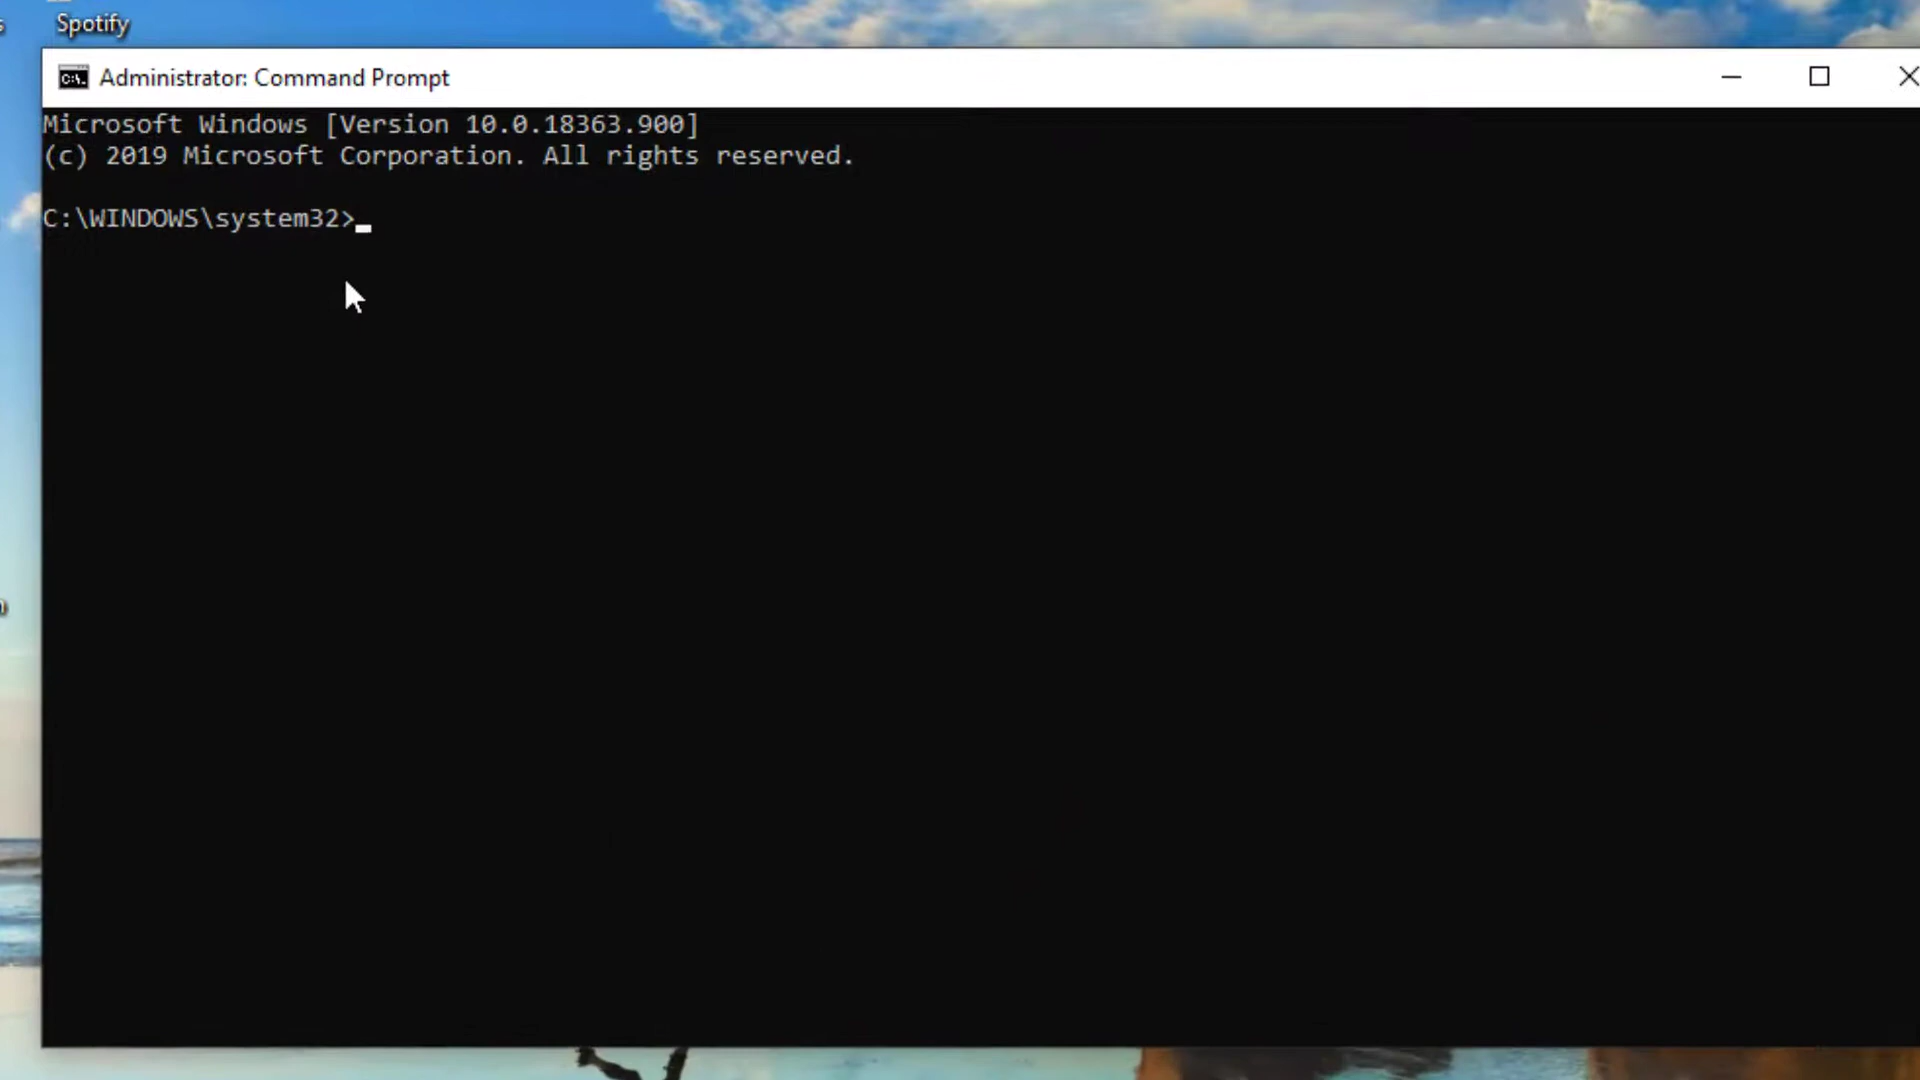 Spotify
Administrator: Command Prompt
Microsoft Windows [Version 10.0.18363.900]
(c) 2019 Microsoft Corporation. All rights reserved.
C:\WINDOWS\system32>